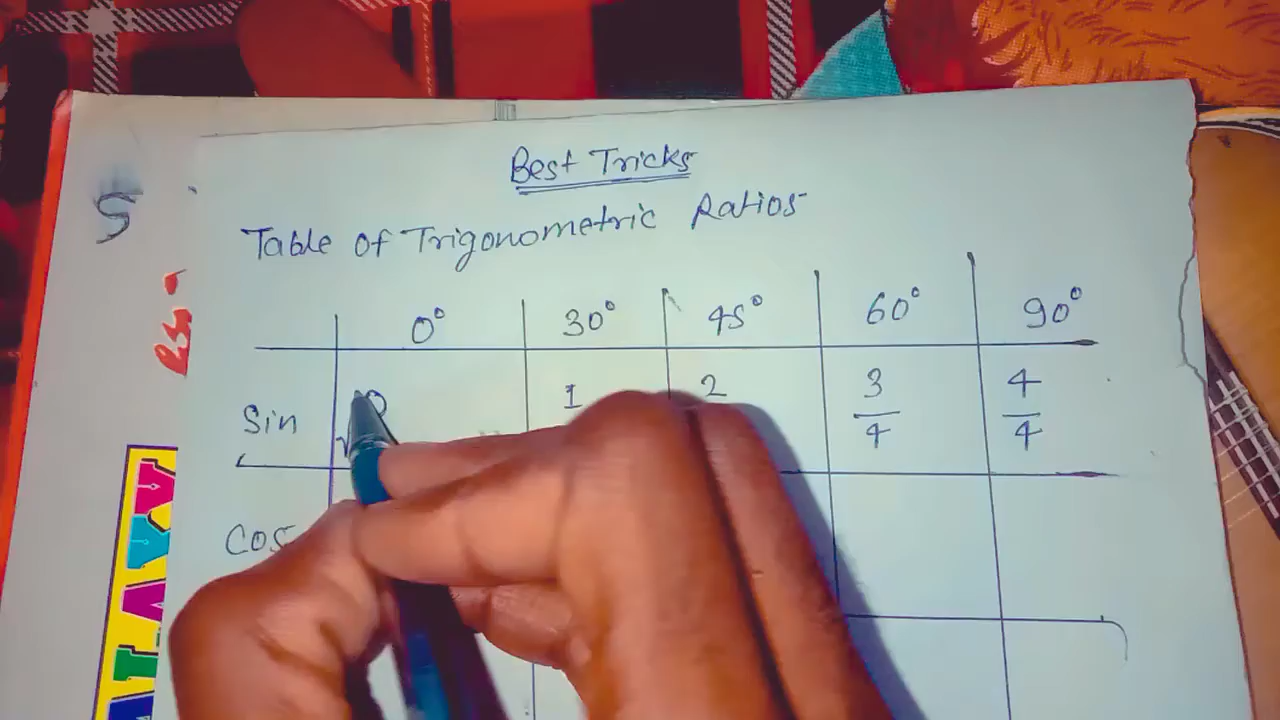 S
Best Tricks
Table of Trigonometric Ratios
0° 30° 45° 60° 90°
Sin 0 1 2 3/4 4/4
Cos